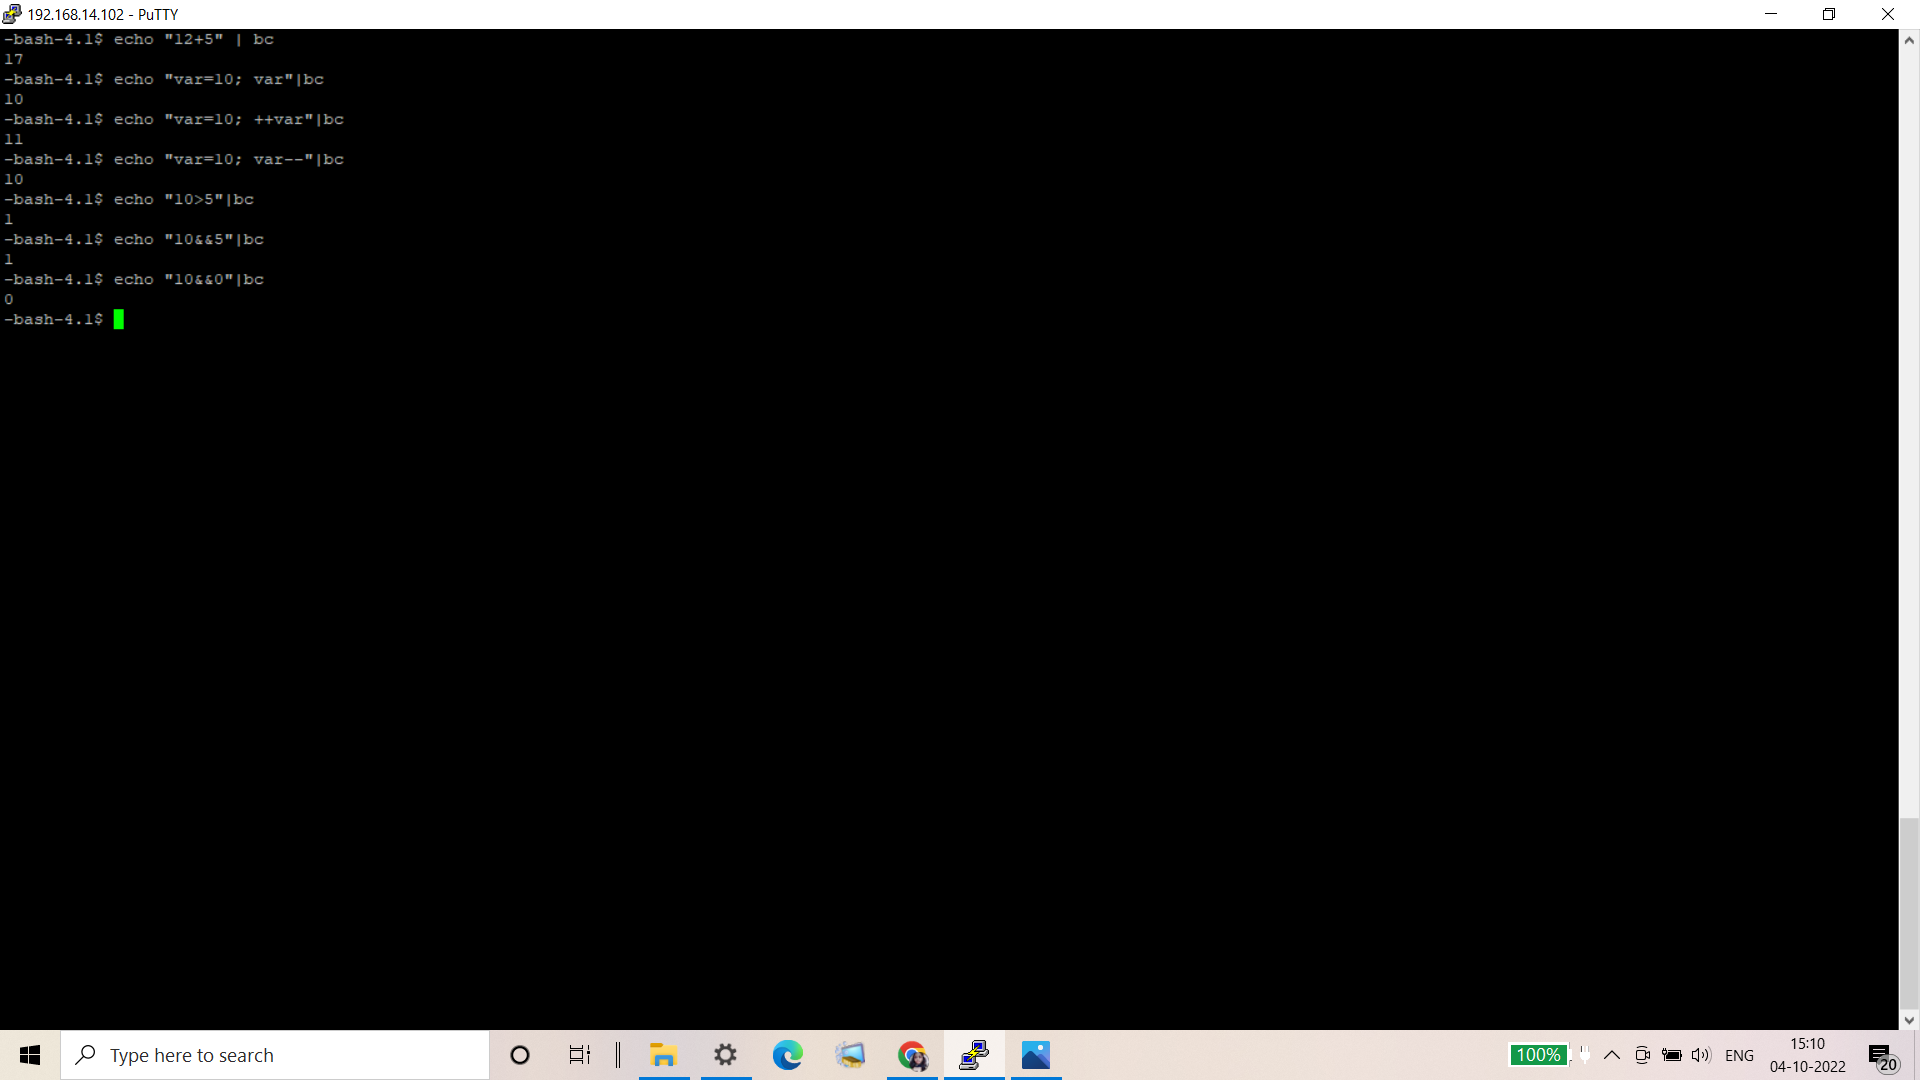 192.168.14.102 - PuTTY
-bash-4.1$ echo "12+5" | bc
17
-bash-4.1$ echo "var=10; var"|bc
10
-bash-4.1$ echo "var=10; ++var"|bc
11
-bash-4.1$ echo "var=10; var--"|bc
10
-bash-4.1$ echo "10>5"|bc
1
-bash-4.1$ echo "10&&5"|bc
1
-bash-4.1$ echo "10&&0"|bc
0
-bash-4.1$
Type here to search
100%
ENG
15:10
04-10-2022
20